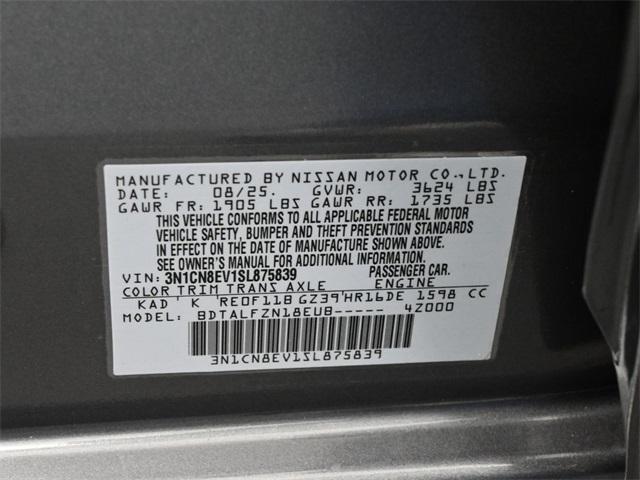 MANUFACTURED BY NISSAN MOTOR CO.,LTD.
DATE: 08/25. GVWR: 3624 LBS
GAWR FR: 1905 LBS GAWR RR: 1735 LBS
THIS VEHICLE CONFORMS TO ALL APPLICABLE FEDERAL MOTOR
VEHICLE SAFETY, BUMPER AND THEFT PREVENTION STANDARDS
IN EFFECT ON THE DATE OF MANUFACTURE SHOWN ABOVE.
SEE OWNER'S MANUAL FOR ADDITIONAL INFORMATION.
VIN: 3N1CN8EV1SL875839 PASSENGER CAR.
COLOR TRIM TRANS AXLE ENGINE
KAD ' K 'RE0F11B GZ39'HR16DE 1598 CC
BDTALFZN18EUB----- 4Z000
3N1CN8EV1SL875839